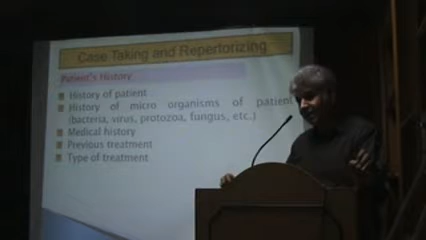 Case Taking and Repertorizing
Patient's History
History of patient
History of micro organisms of patient
(bacteria, virus, protozoa, fungus, etc.)
Medical history
Previous treatment
Type of treatment